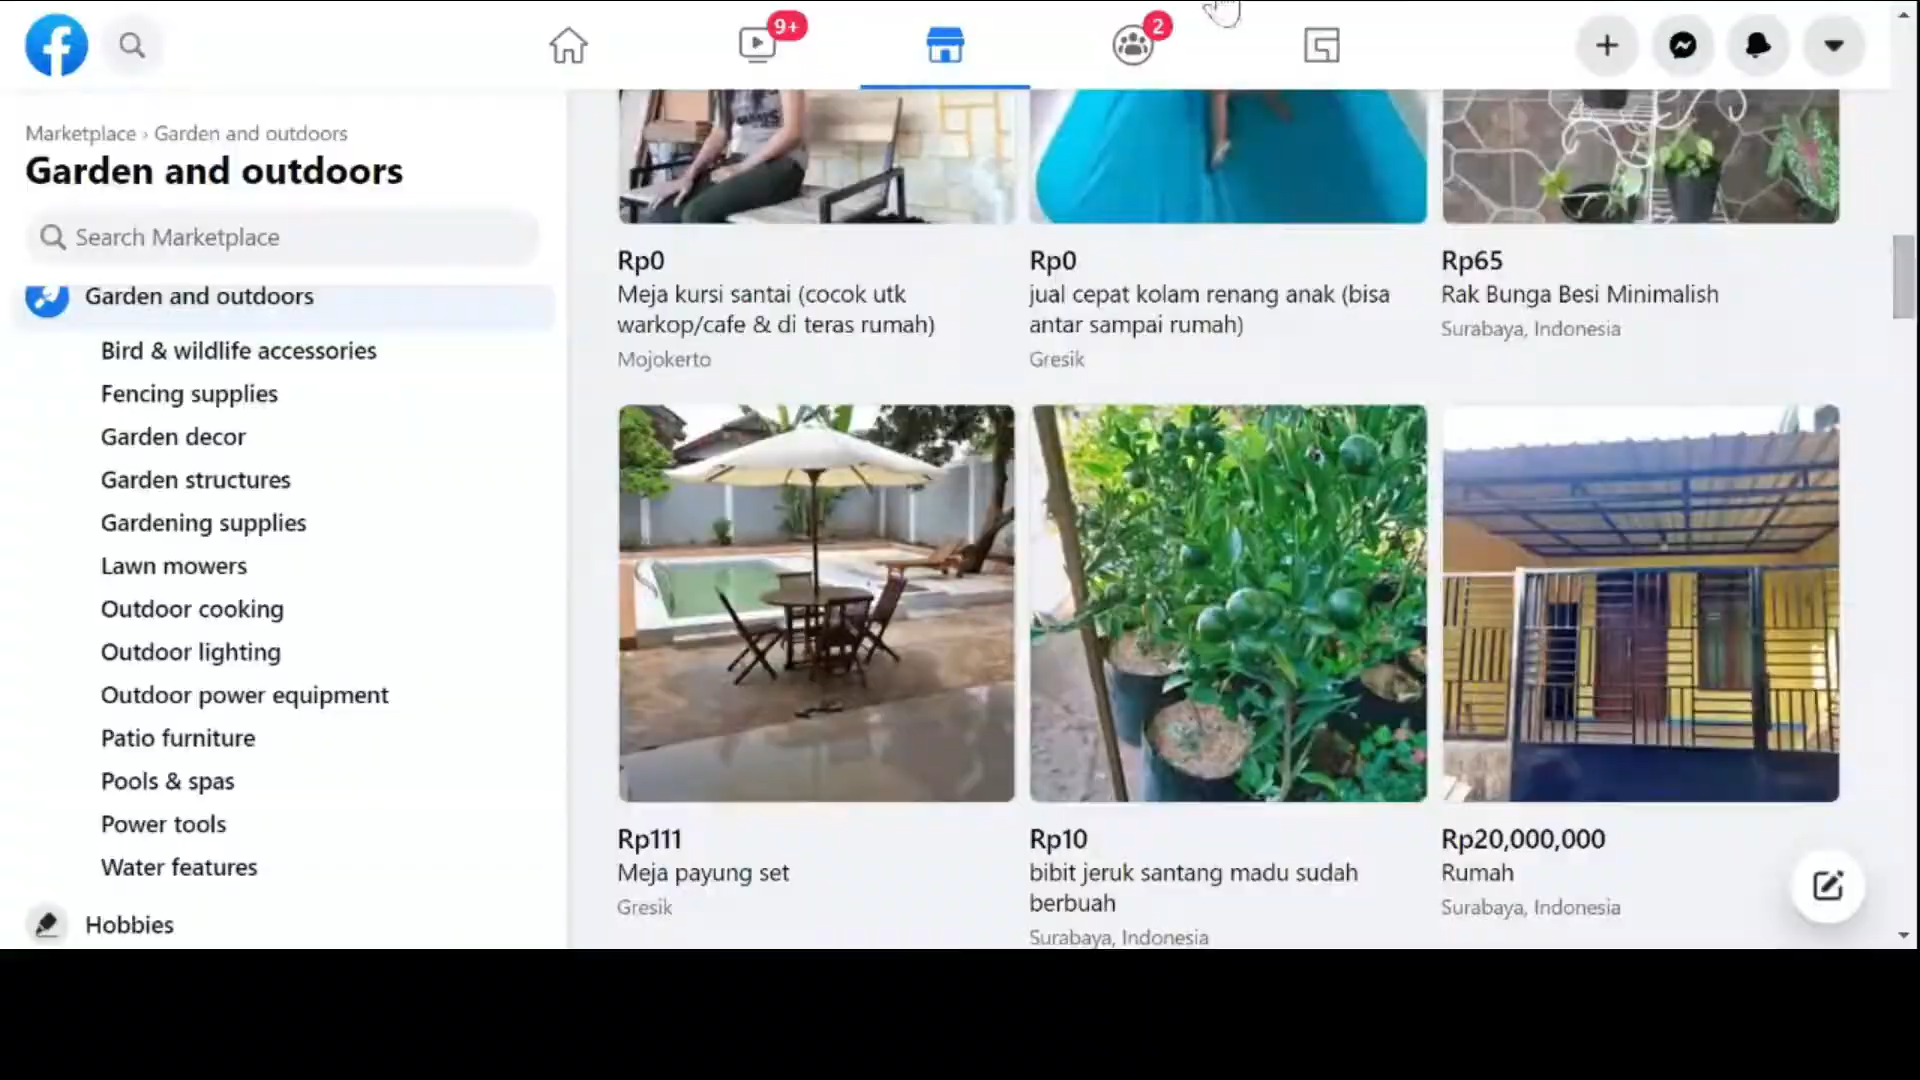 9+
2
Marketplace › Garden and outdoors
Garden and outdoors
Search Marketplace
Garden and outdoors
Bird & wildlife accessories
Fencing supplies
Garden decor
Garden structures
Gardening supplies
Lawn mowers
Outdoor cooking
Outdoor lighting
Outdoor power equipment
Patio furniture
Pools & spas
Power tools
Water features
Hobbies
Rp0
Meja kursi santai (cocok utk
warkop/cafe & di teras rumah)
Mojokerto
Rp0
jual cepat kolam renang anak (bisa
antar sampai rumah)
Gresik
Rp65
Rak Bunga Besi Minimalish
Surabaya, Indonesia
Rp111
Meja payung set
Gresik
Rp10
bibit jeruk santang madu sudah
berbuah
Surabaya, Indonesia
Rp20,000,000
Rumah
Surabaya, Indonesia